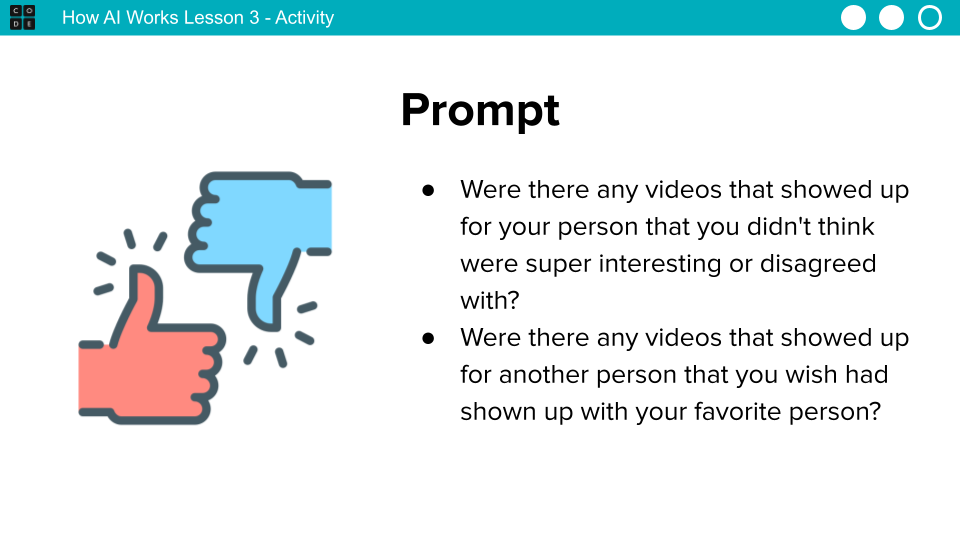 CO
DE
How AI Works Lesson 3 - Activity
Prompt
● Were there any videos that showed up
for your person that you didn't think
were super interesting or disagreed
with?
● Were there any videos that showed up
for another person that you wish had
shown up with your favorite person?